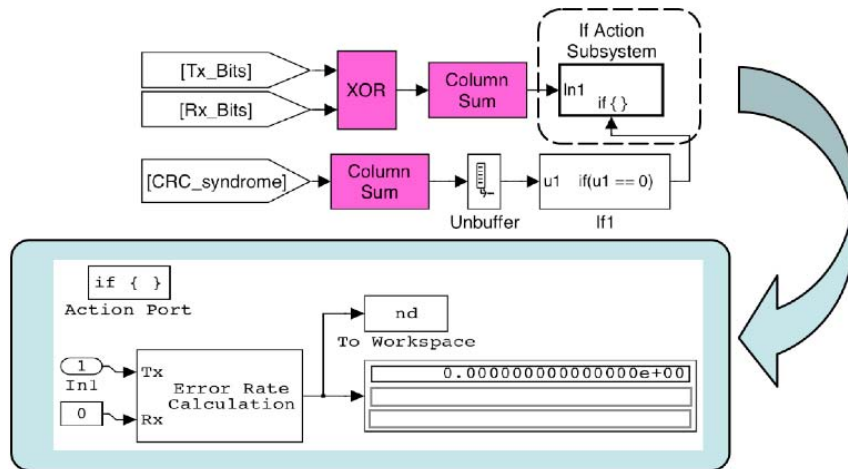 If Action
Subsystem
[Tx_Bits]
[Rx_Bits]
XOR
Column
Sum
In1
if { }
[CRC_syndrome]
Column
Sum
Unbuffer
u1 if(u1 == 0)
If1
if { }
Action Port
nd
To Workspace
1
In1
0
Tx
Rx
Error Rate
Calculation
0.000000000000000e+00